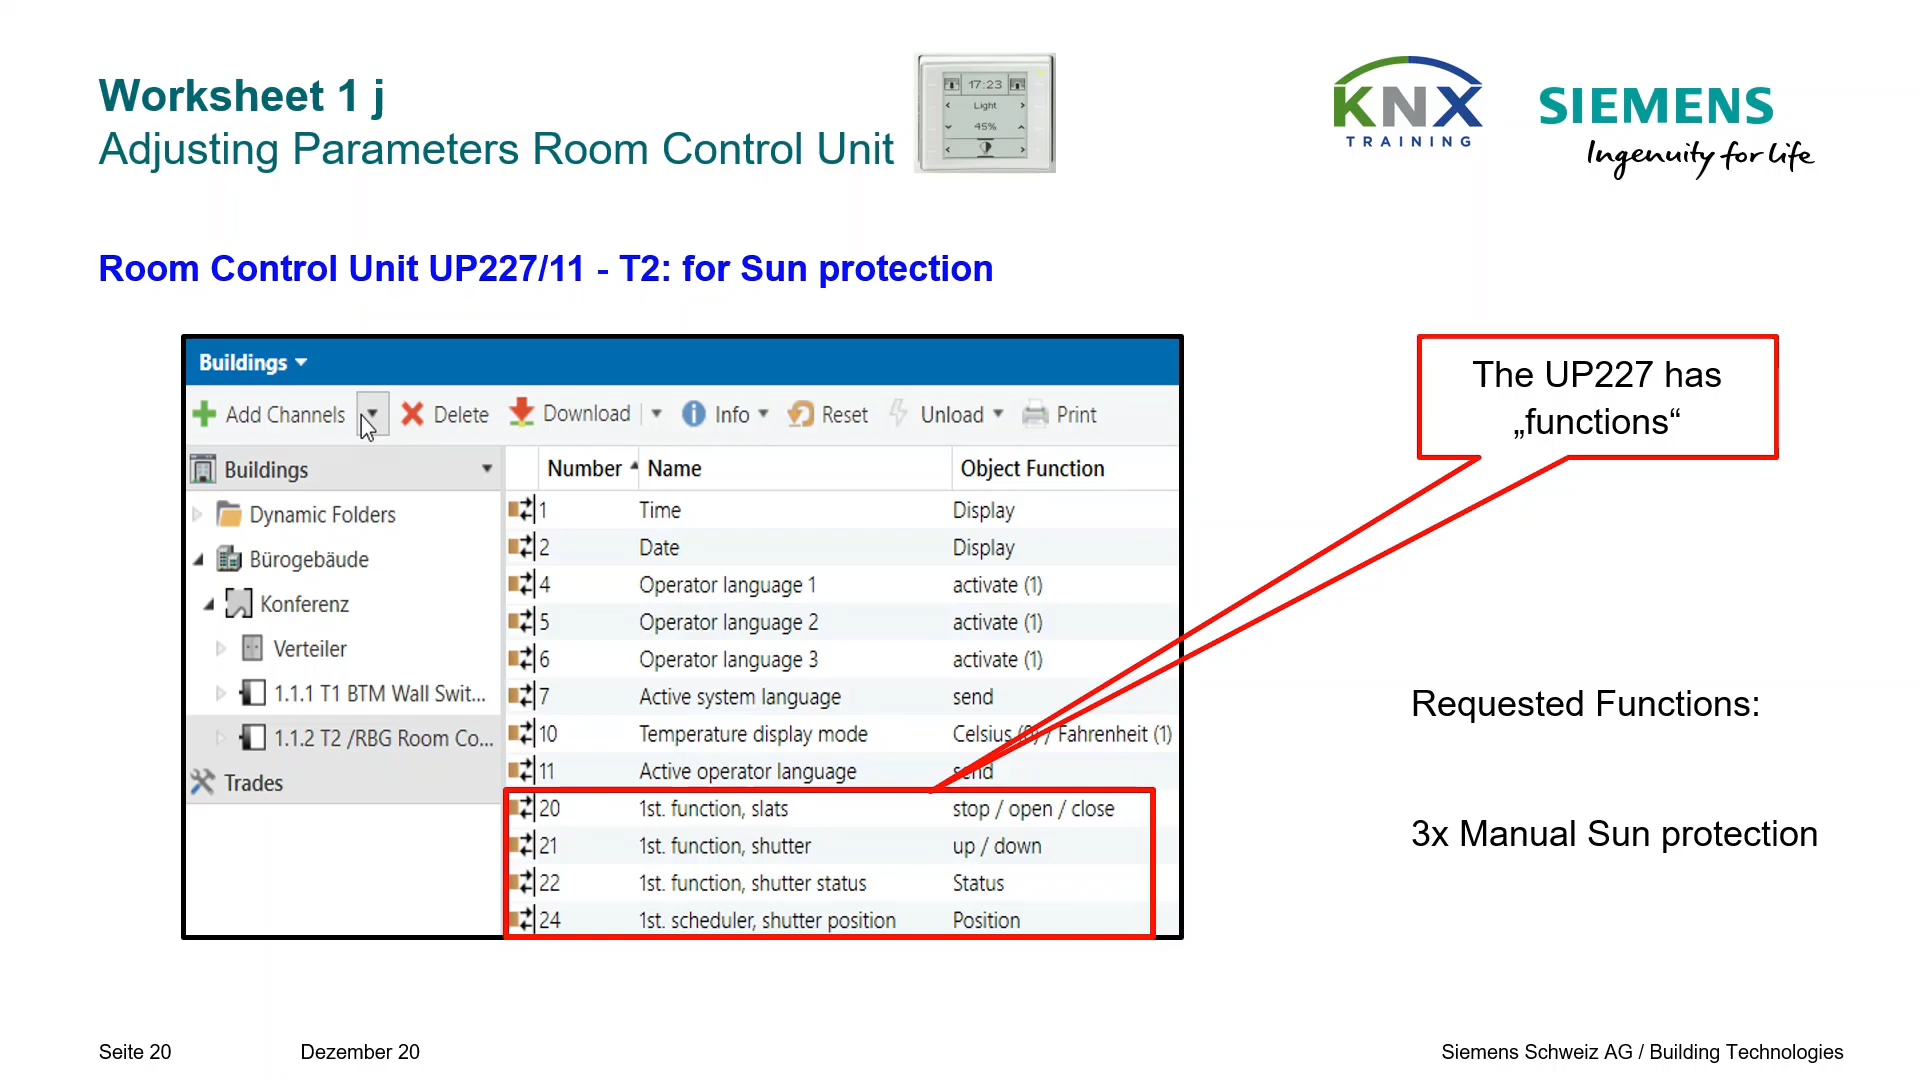 Worksheet 1 j
Adjusting Parameters Room Control Unit
17:23
Light
45%
KNX
TRAINING
SIEMENS
Ingenuity for life
Room Control Unit UP227/11 - T2: for Sun protection
Buildings
Add Channels Delete Download Info Reset Unload Print
Buildings
Dynamic Folders
Bürogebäude
Konferenz
Verteiler
1.1.1 T1 BTM Wall Swit...
1.1.2 T2 /RBG Room Co...
Trades
Number Name Object Function
1 Time Display
2 Date Display
4 Operator language 1 activate (1)
5 Operator language 2 activate (1)
6 Operator language 3 activate (1)
7 Active system language send
10 Temperature display mode Celsius (0) / Fahrenheit (1)
11 Active operator language send
20 1st. function, slats stop / open / close
21 1st. function, shutter up / down
22 1st. function, shutter status Status
24 1st. scheduler, shutter position Position
The UP227 has
„functions“
Requested Functions:
3x Manual Sun protection
Seite 20
Dezember 20
Siemens Schweiz AG / Building Technologies